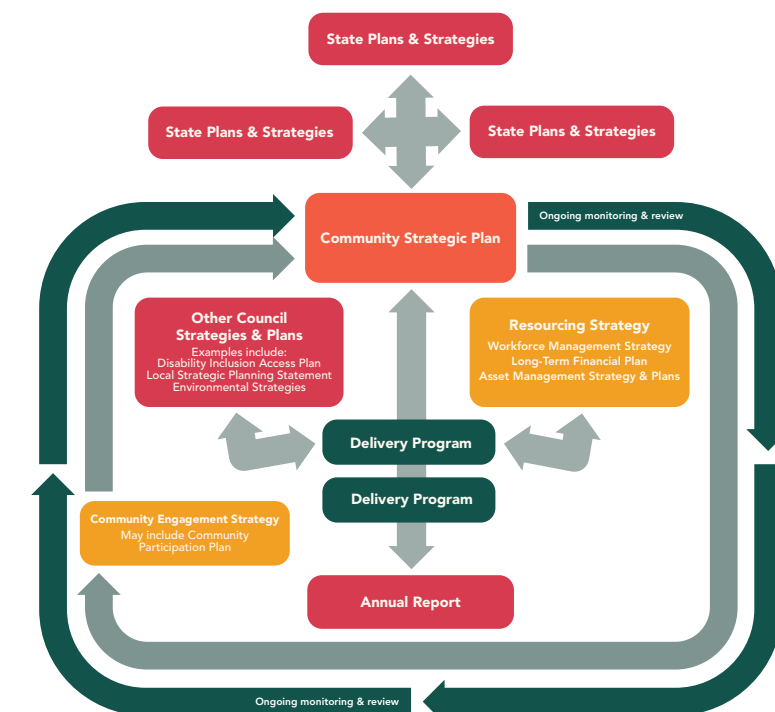 State Plans & Strategies
State Plans & Strategies
State Plans & Strategies
Community Strategic Plan
Ongoing monitoring & review
Other Council
Strategies & Plans
Examples include:
Disability Inclusion Access Plan
Local Strategic Planning Statement
Environmental Strategies
Resourcing Strategy
Workforce Management Strategy
Long-Term Financial Plan
Asset Management Strategy & Plans
Delivery Program
Delivery Program
Community Engagement Strategy
May include Community
Participation Plan
Annual Report
Ongoing monitoring & review